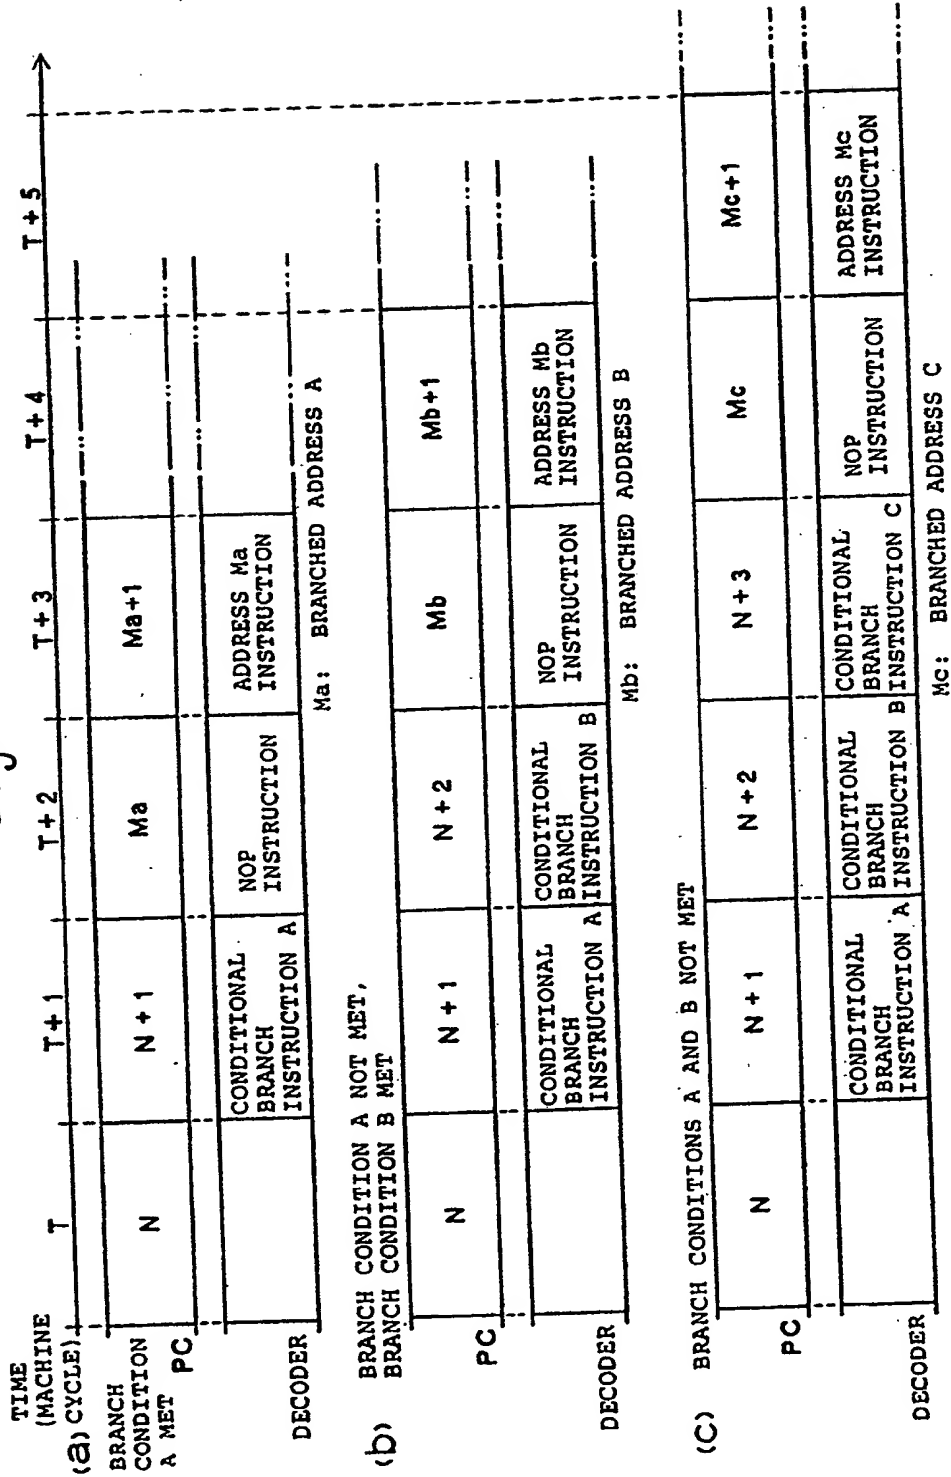 TIME
(MACHINE
CYCLE)
T T+1 T+2 T+3 T+4 T+5
(a)
BRANCH
CONDITION
A MET
PC
N N+1 Ma Ma+1
DECODER
CONDITIONAL
BRANCH
INSTRUCTION A
NOP
INSTRUCTION
ADDRESS Ma
INSTRUCTION
Ma: BRANCHED ADDRESS A
(b)
BRANCH CONDITION A NOT MET,
BRANCH CONDITION B MET
PC
N N+1 N+2 Mb Mb+1
DECODER
CONDITIONAL
BRANCH
INSTRUCTION A
CONDITIONAL
BRANCH
INSTRUCTION B
NOP
INSTRUCTION
ADDRESS Mb
INSTRUCTION
Mb: BRANCHED ADDRESS B
(C)
BRANCH CONDITIONS A AND B NOT MET
PC
N N+1 N+2 N+3 Mc Mc+1
DECODER
CONDITIONAL
BRANCH
INSTRUCTION A
CONDITIONAL
BRANCH
INSTRUCTION B
CONDITIONAL
BRANCH
INSTRUCTION C
NOP
INSTRUCTION
ADDRESS Mc
INSTRUCTION
Mc: BRANCHED ADDRESS C